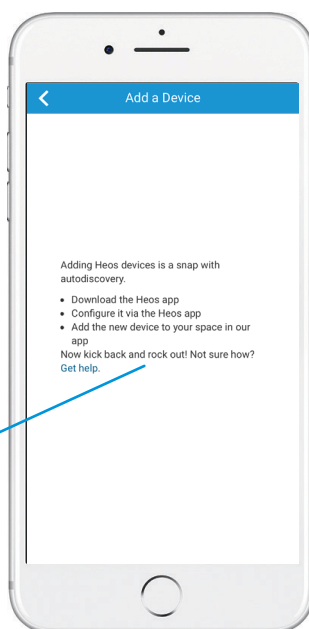 Add a Device
Adding Heos devices is a snap with
autodiscovery.
• Download the Heos app
• Configure it via the Heos app
• Add the new device to your space in our
app
Now kick back and rock out! Not sure how?
Get help.